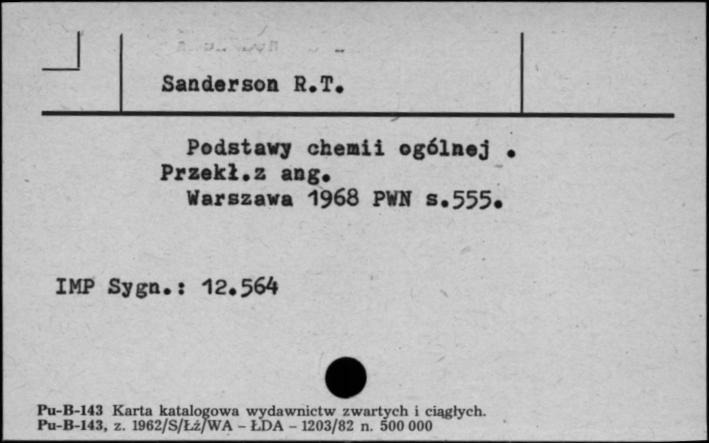 Sanderson R.T.
Podstawy chemii ogólnej .
Przekł.z ang.
Warszawa 1968 PWN s.555.
IMP Sygn.: 12.564
Pu-B-143 Karta katalogowa wydawnictw zwartych i ciągłych.
Pu-B-143, z. 1962/S/Łż/WA – ŁDA – 1203/82 n. 500 000